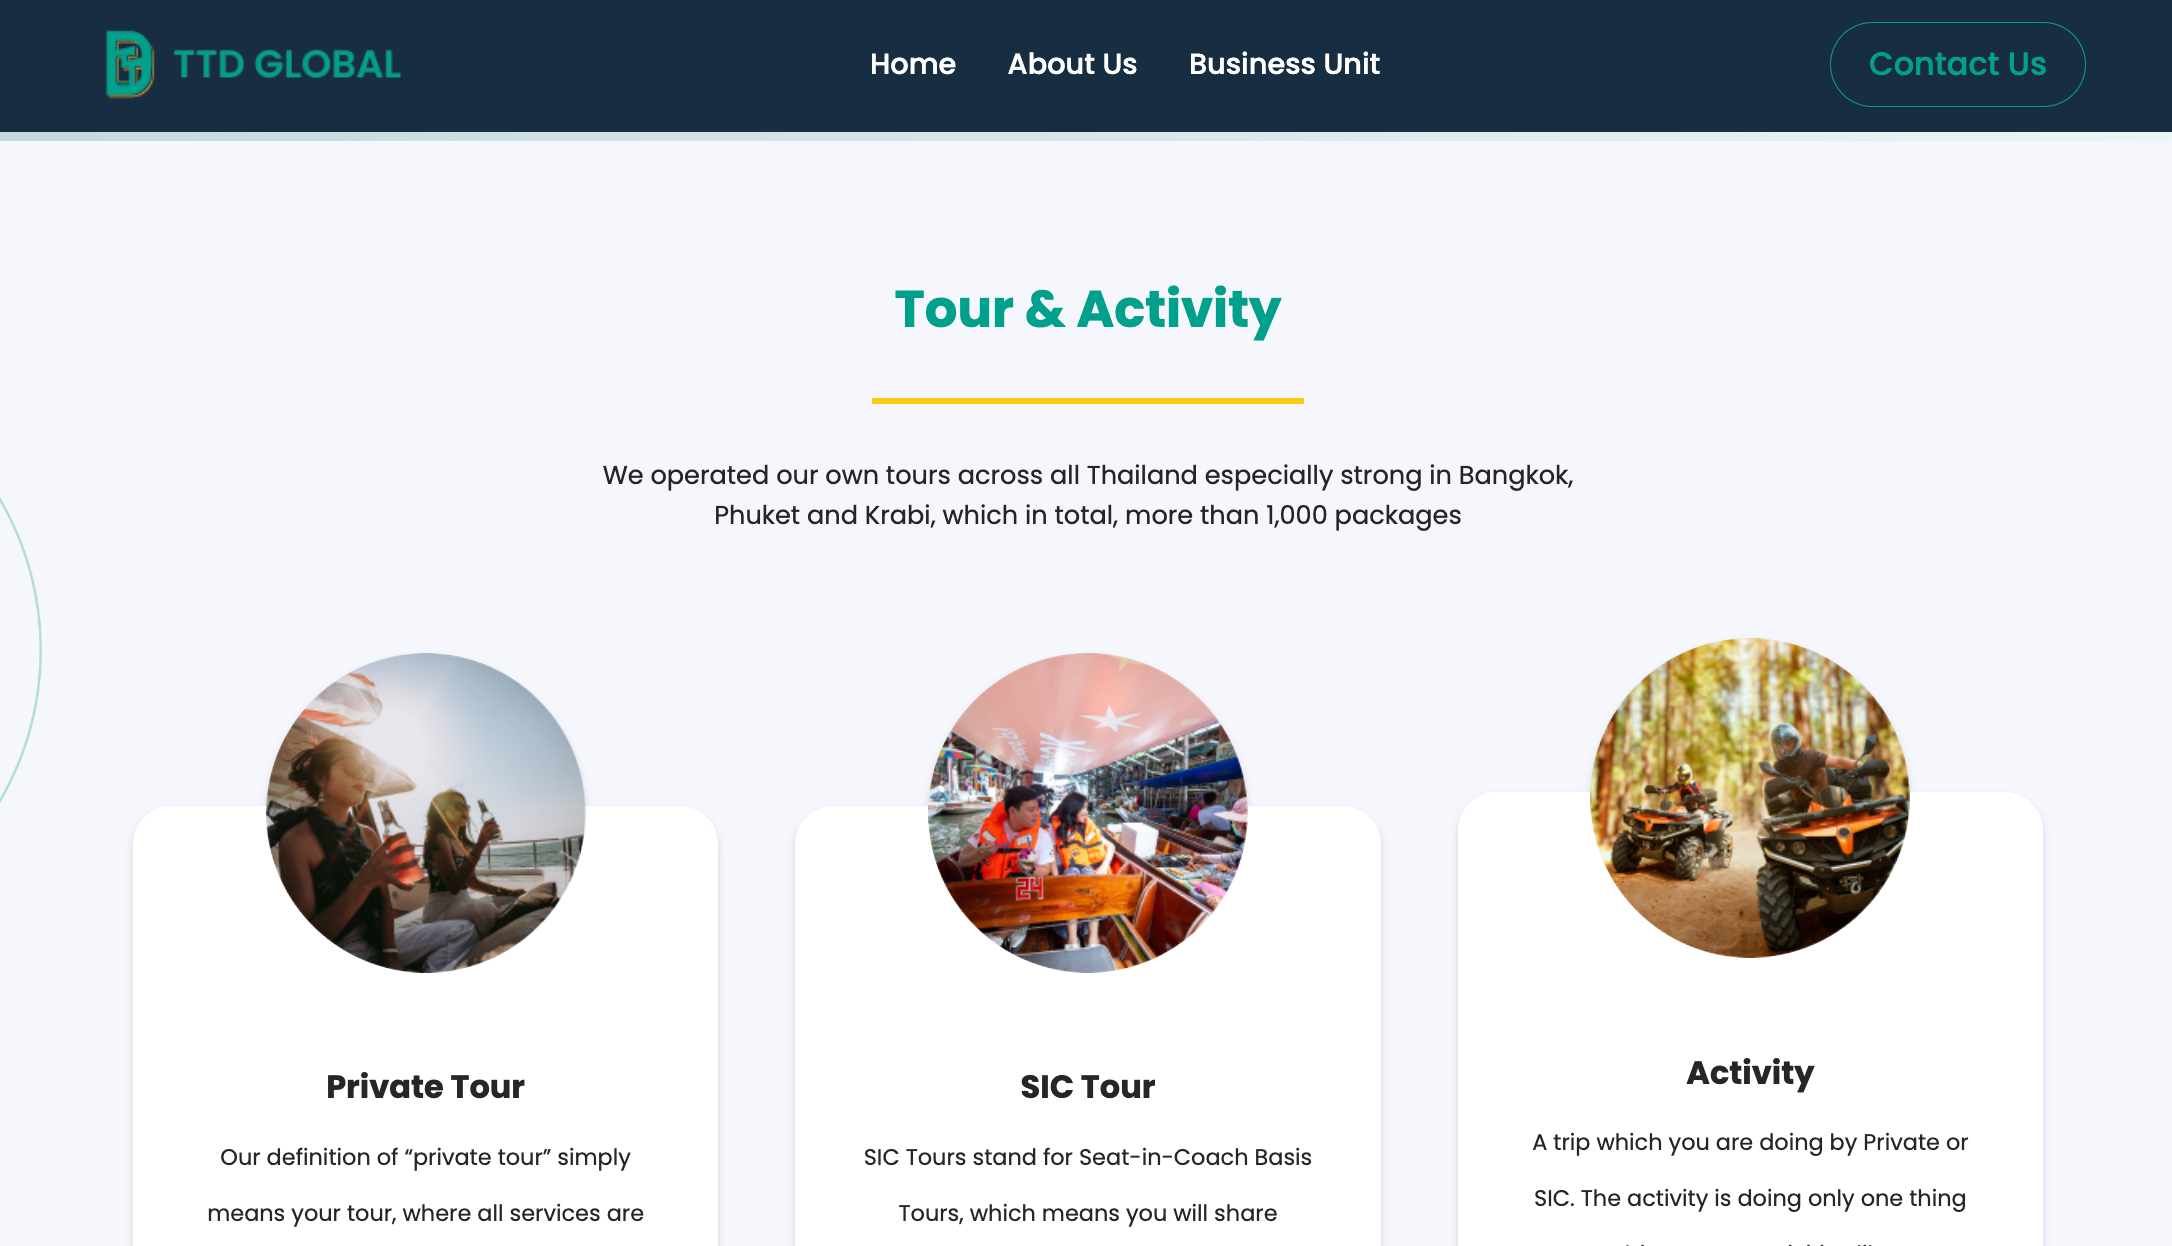 TTD GLOBAL
Home
About Us
Business Unit
Contact Us
Tour & Activity
We operated our own tours across all Thailand especially strong in Bangkok,
Phuket and Krabi, which in total, more than 1,000 packages
24
Private Tour
Our definition of “private tour” simply
means your tour, where all services are
SIC Tour
SIC Tours stand for Seat-in-Coach Basis
Tours, which means you will share
Activity
A trip which you are doing by Private or
SIC. The activity is doing only one thing